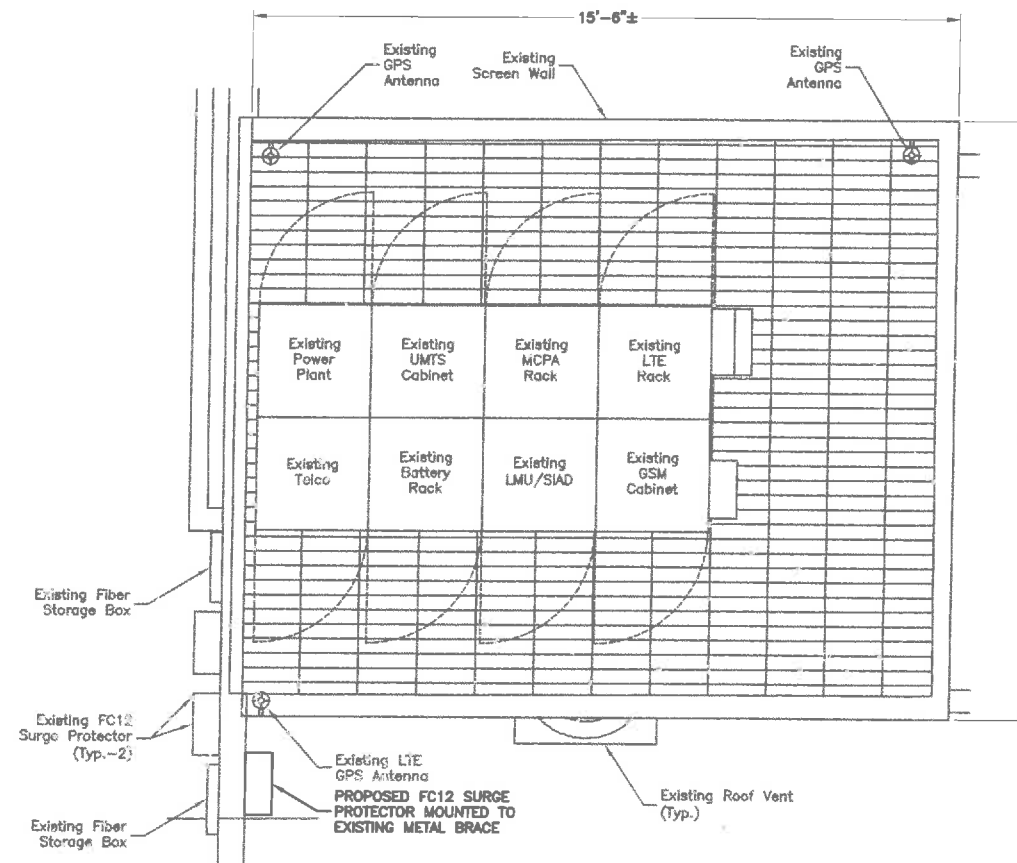 15'-6"±
Existing
GPS
Antenna
Existing
Screen Wall
Existing
GPS
Antenna
Existing
Power
Plant
Existing
UMTS
Cabinet
Existing
MCPA
Rack
Existing
LTE
Rack
Existing
Telco
Existing
Battery
Rack
Existing
LMU/SIAD
Existing
GSM
Cabinet
Existing Fiber
Storage Box
Existing FC12
Surge Protector
(Typ.-2)
Existing Fiber
Storage Box
Existing LTE
GPS Antenna
PROPOSED FC12 SURGE
PROTECTOR MOUNTED TO
EXISTING METAL BRACE
Existing Roof Vent
(Typ.)